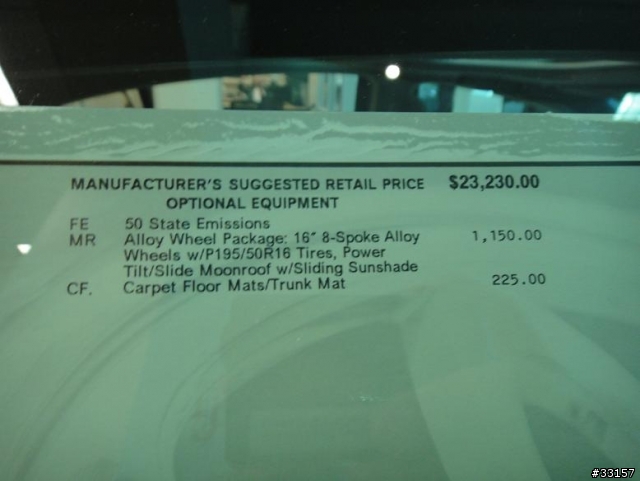 MANUFACTURER'S SUGGESTED RETAIL PRICE $23,230.00
OPTIONAL EQUIPMENT
FE 50 State Emissions
MR Alloy Wheel Package: 16" 8-Spoke Alloy 1,150.00
Wheels w/P195/50R16 Tires, Power
Tilt/Slide Moonroof w/Sliding Sunshade
CF. Carpet Floor Mats/Trunk Mat 225.00
#33157